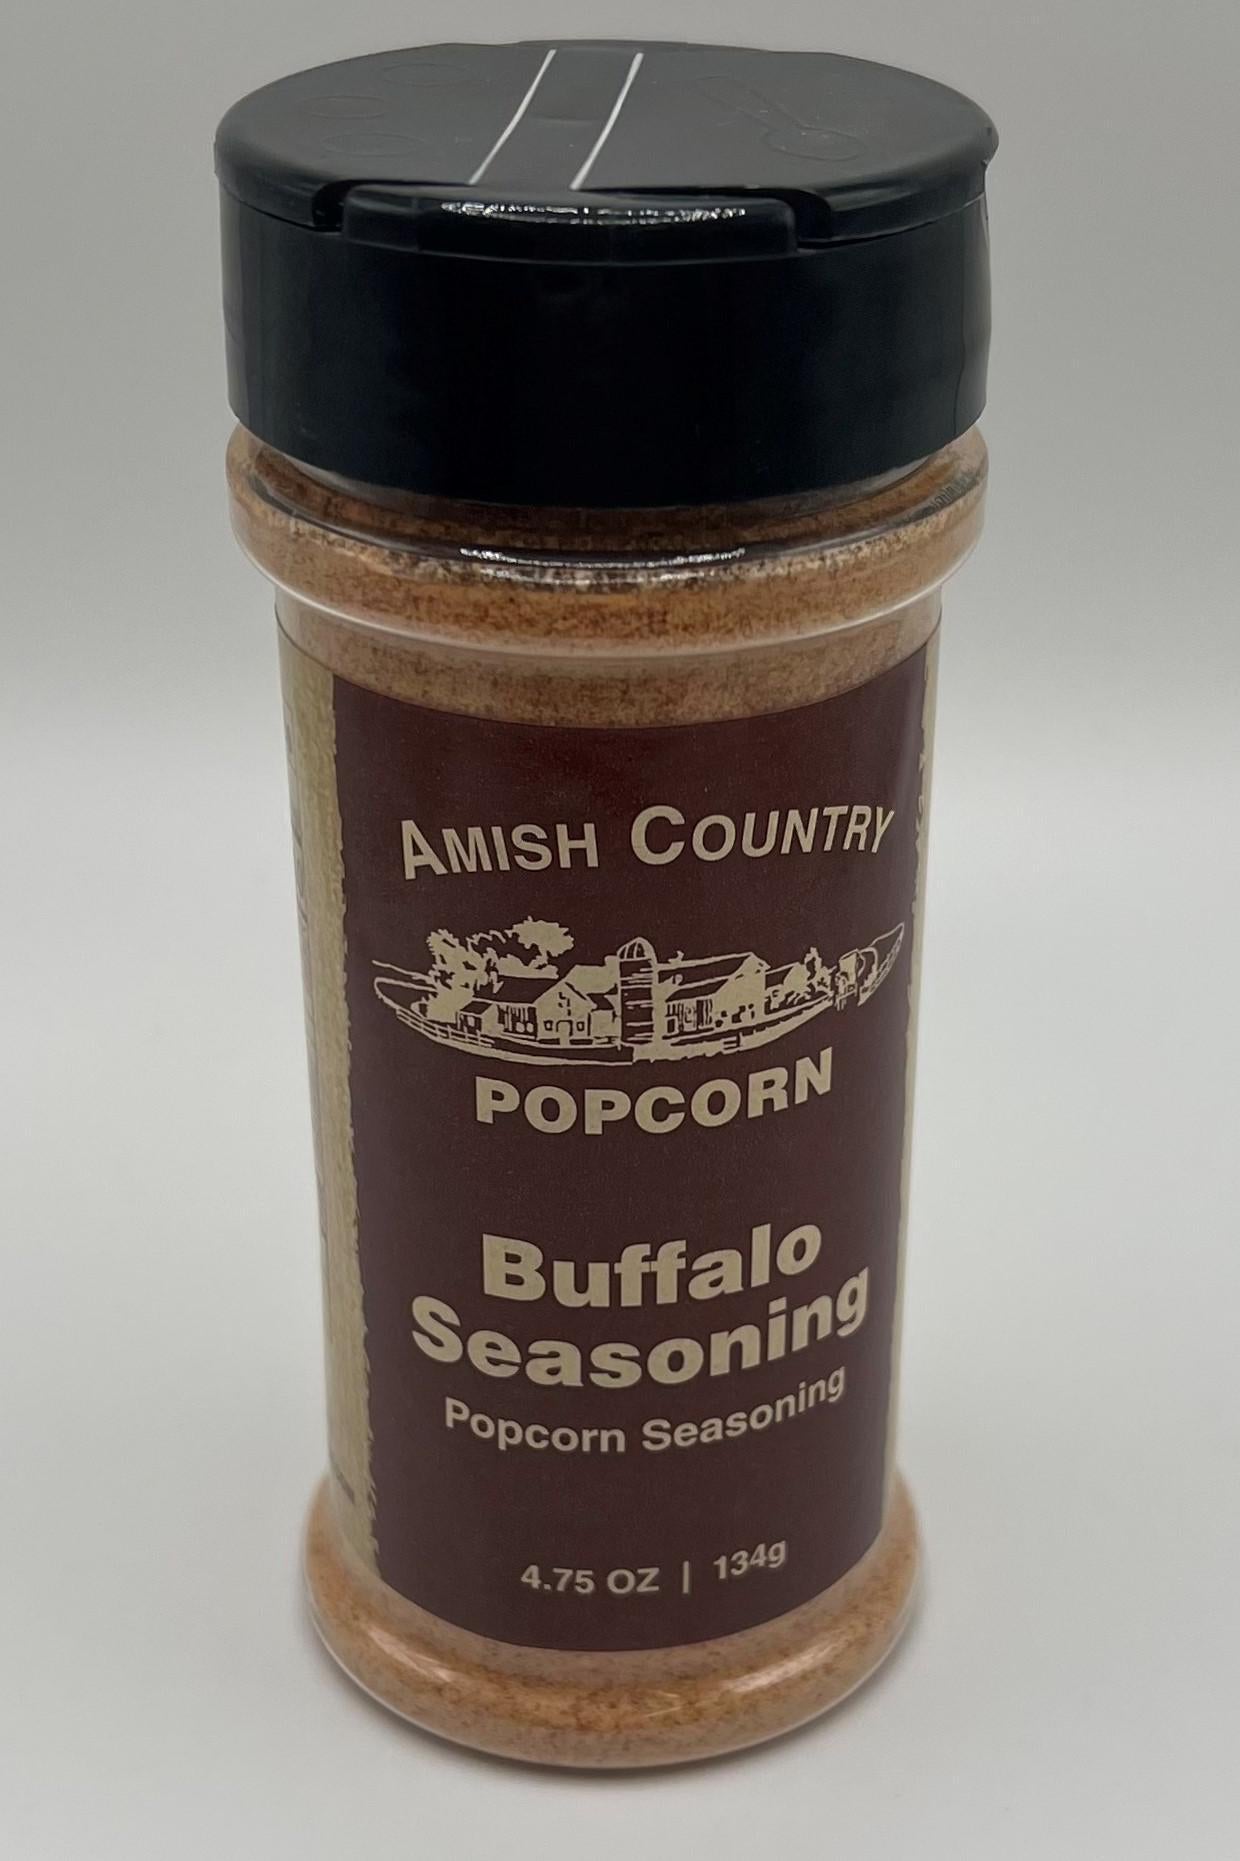 AMISH COUNTRY
POPCORN
Buffalo
Seasoning
Popcorn Seasoning
4.75 OZ | 134g